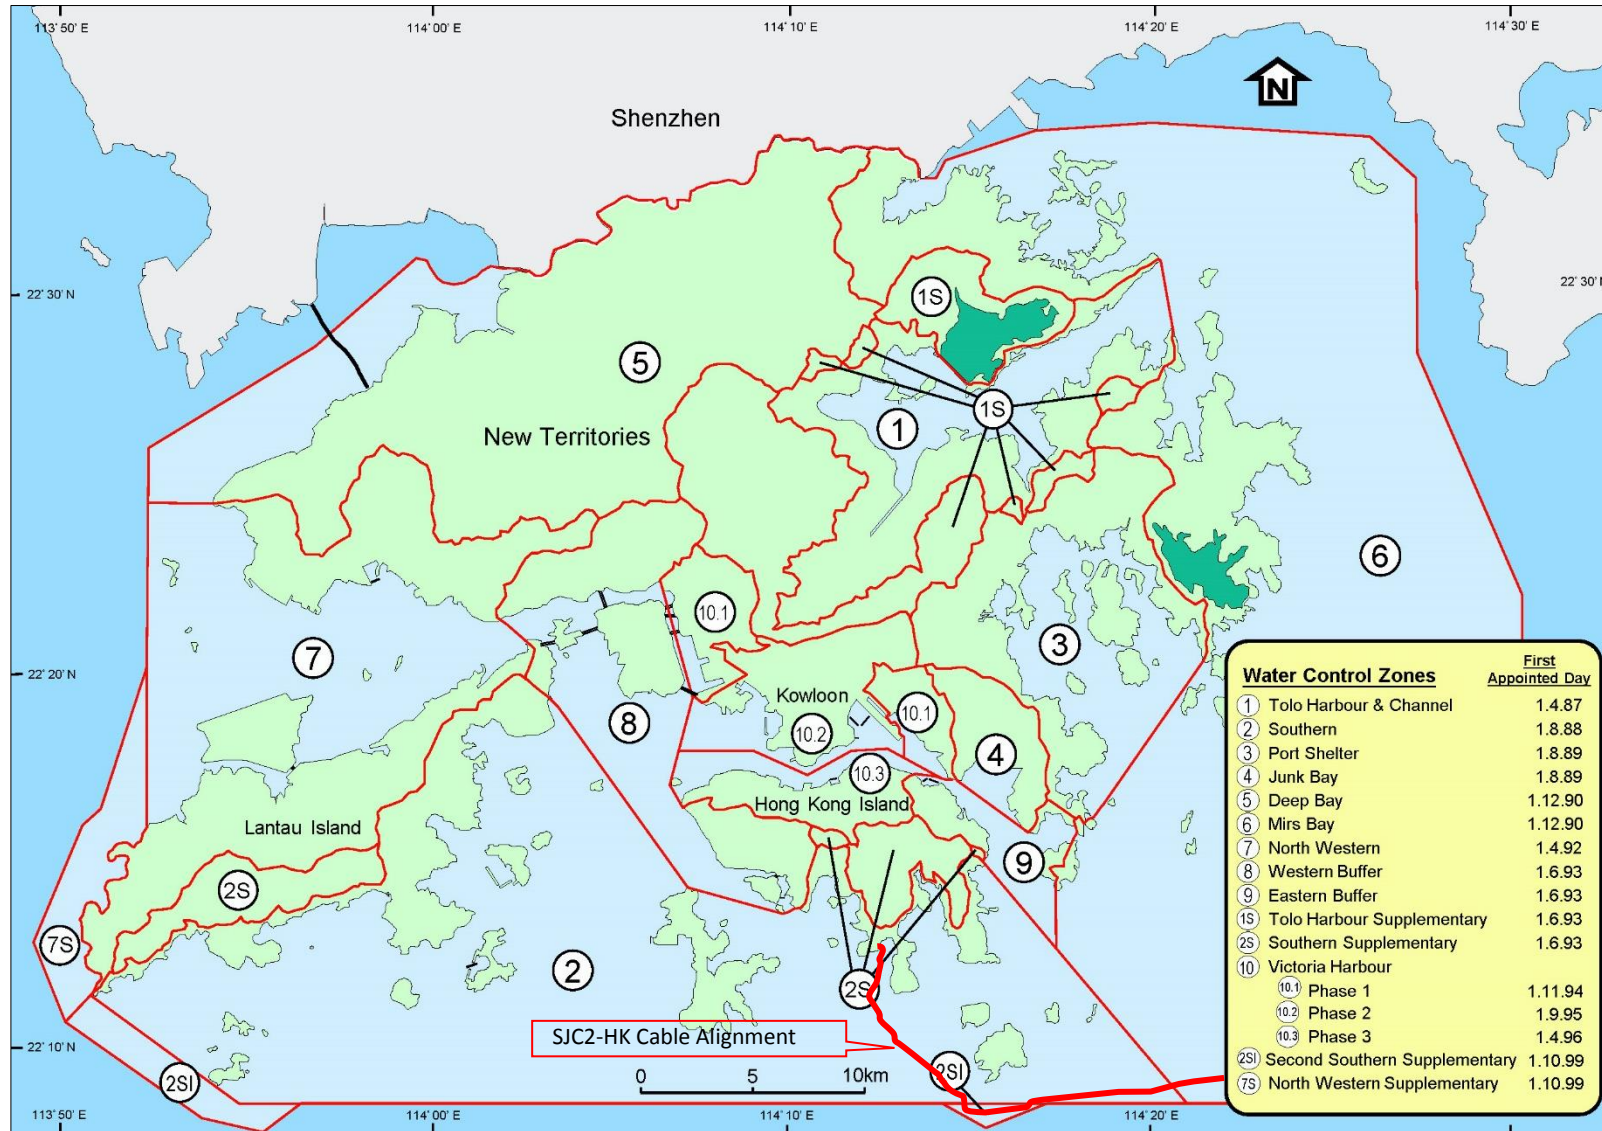 113° 50' E
114° 00' E
114° 10' E
114° 20' E
114° 30' E
N
Shenzhen
22° 30' N
22° 30' N
1S
5
1S
1
New Territories
6
10.1
3
7
22° 20' N
Kowloon
8
10.1
10.2
4
10.3
Hong Kong Island
Lantau Island
9
2S
7S
2
2S
SJC2-HK Cable Alignment
22° 10' N
2SI
2SI
0 5 10km
113° 50' E
114° 00' E
114° 10' E
114° 20' E
Water Control Zones First Appointed Day
1 Tolo Harbour & Channel 1.4.87
2 Southern 1.8.88
3 Port Shelter 1.8.89
4 Junk Bay 1.8.89
5 Deep Bay 1.12.90
6 Mirs Bay 1.12.90
7 North Western 1.4.92
8 Western Buffer 1.6.93
9 Eastern Buffer 1.6.93
1S Tolo Harbour Supplementary 1.6.93
2S Southern Supplementary 1.6.93
10 Victoria Harbour
10.1 Phase 1 1.11.94
10.2 Phase 2 1.9.95
10.3 Phase 3 1.4.96
2SI Second Southern Supplementary 1.10.99
7S North Western Supplementary 1.10.99